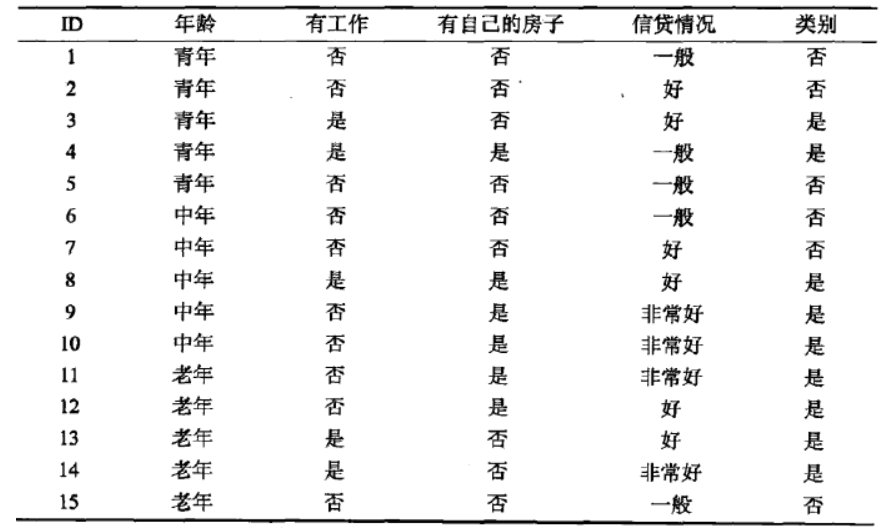 ID 年龄 有工作 有自己的房子 信贷情况 类别
1 青年 否 否 一般 否
2 青年 否 否 好 否
3 青年 是 否 好 是
4 青年 是 是 一般 是
5 青年 否 否 一般 否
6 中年 否 否 一般 否
7 中年 否 否 好 否
8 中年 是 是 好 是
9 中年 否 是 非常好 是
10 中年 否 是 非常好 是
11 老年 否 是 非常好 是
12 老年 否 是 好 是
13 老年 是 否 好 是
14 老年 是 否 非常好 是
15 老年 否 否 一般 否